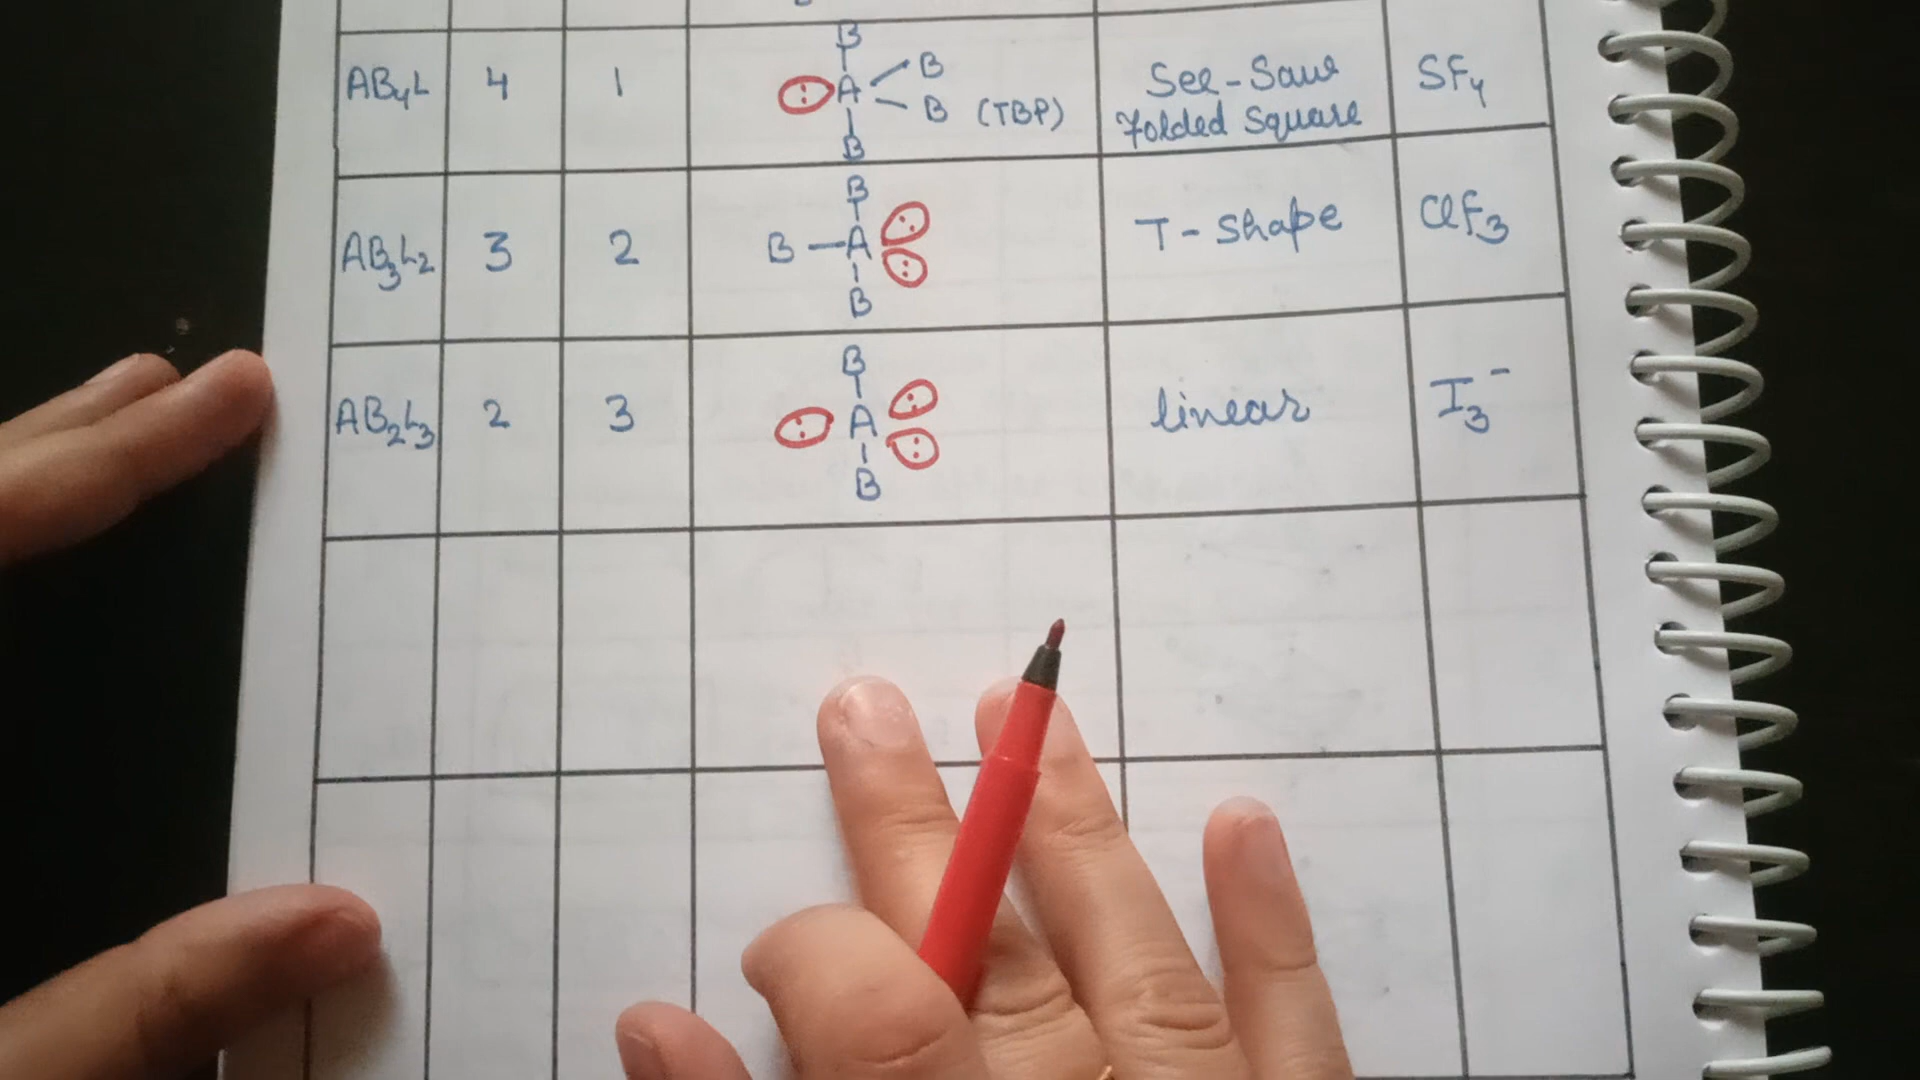 AB4L 4 1 B A B B B (TBP) See-Saw Folded Square SF4
AB3L2 3 2 B B-A B T-Shape ClF3
AB2L3 2 3 B A B linear I3-